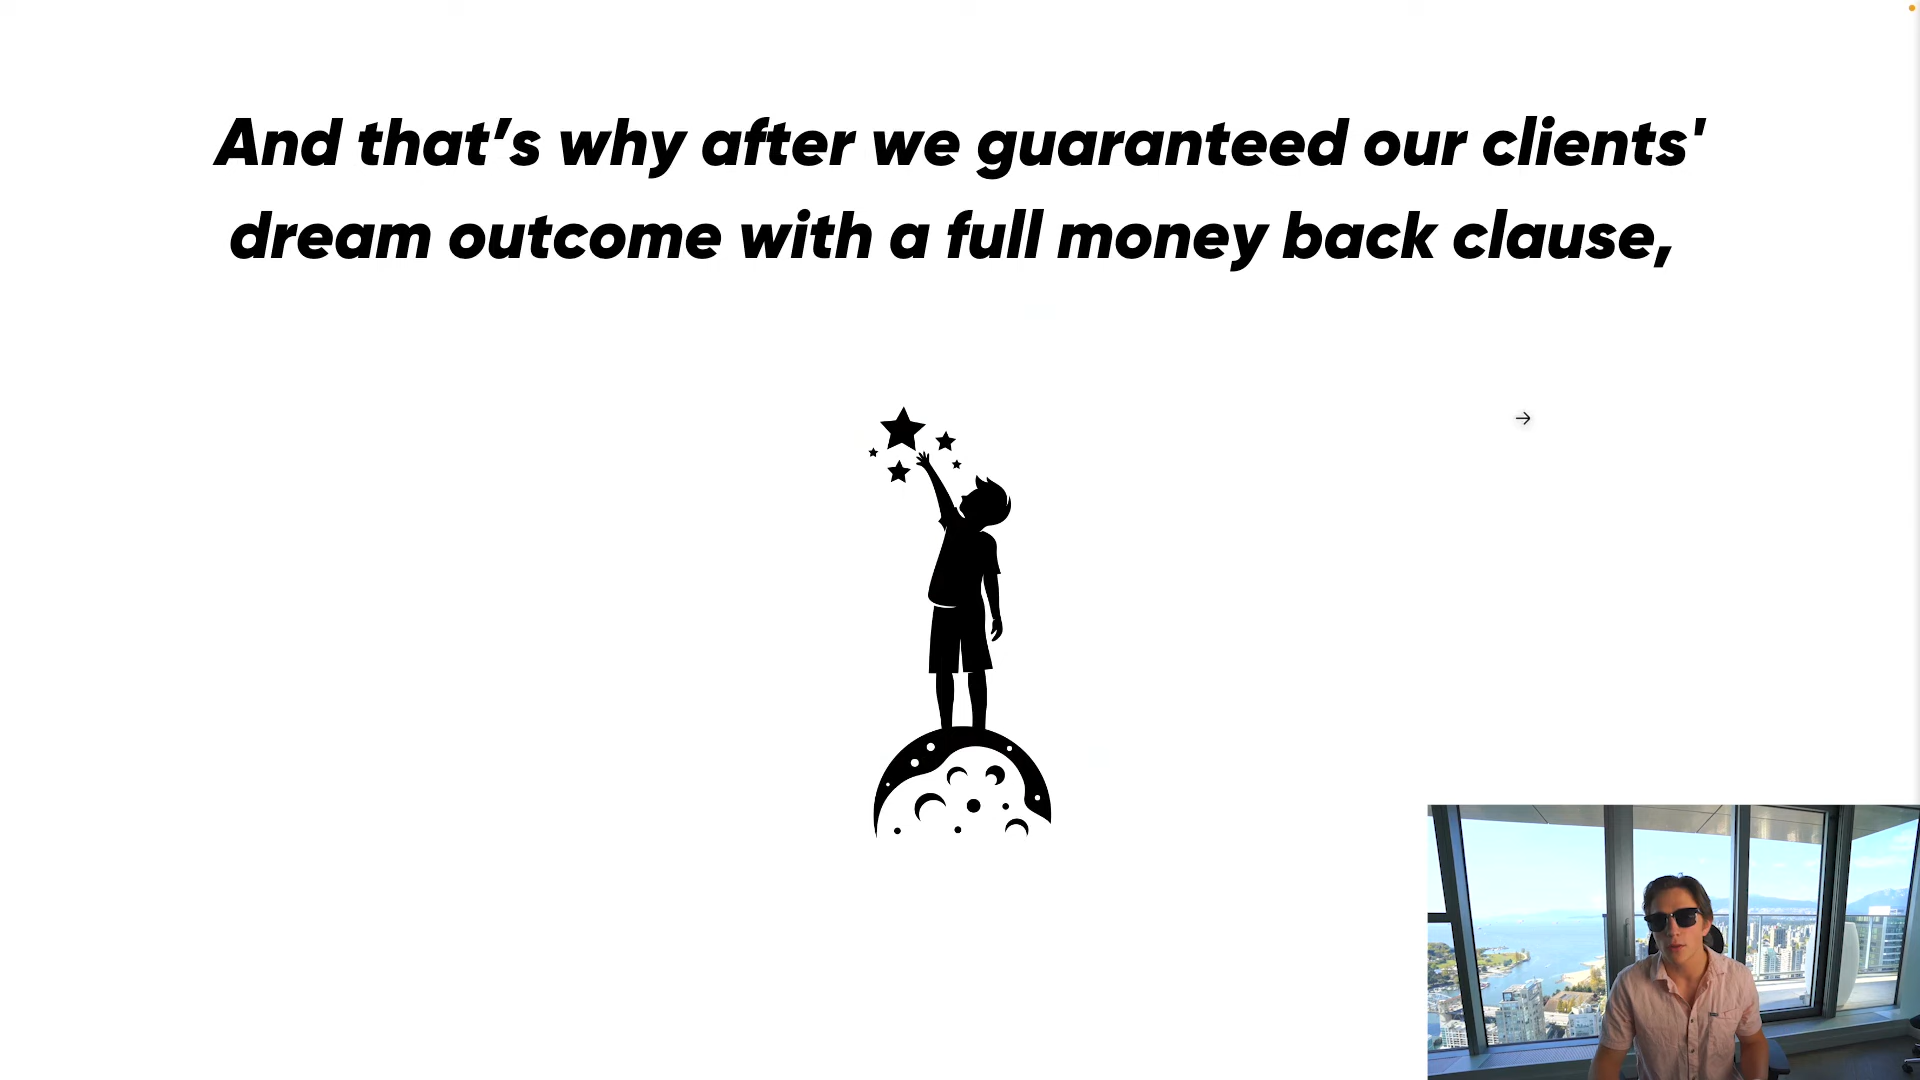 And that’s why after we guaranteed our clients'
dream outcome with a full money back clause,